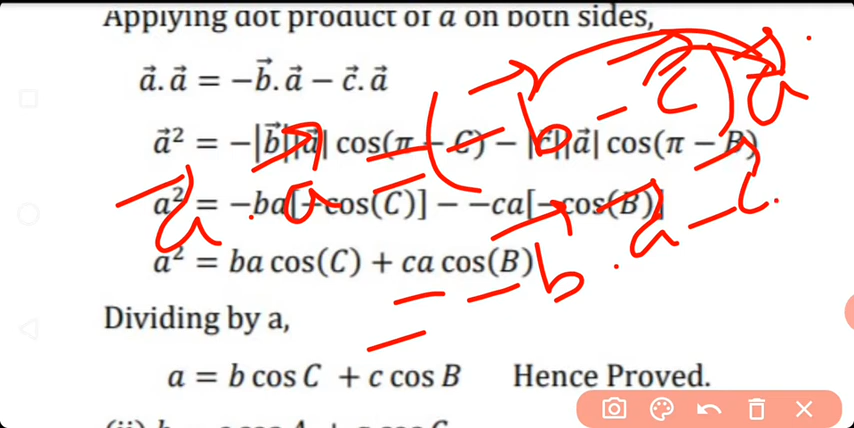 Applying dot product of a on both sides,
a⃗. a⃗ = −b⃗. a⃗ − c⃗. a⃗
a⃗² = −|b⃗||a⃗| cos(π − C) − |c⃗||a⃗| cos(π − B)
a² = −ba[−cos(C)] − −ca[−cos(B)]
a² = ba cos(C) + ca cos(B)
Dividing by a,
a = b cos C + c cos B Hence Proved.
a⃗ . a⃗ = (−b⃗ − c⃗) . a⃗
= −b⃗ . a⃗ − c⃗ .